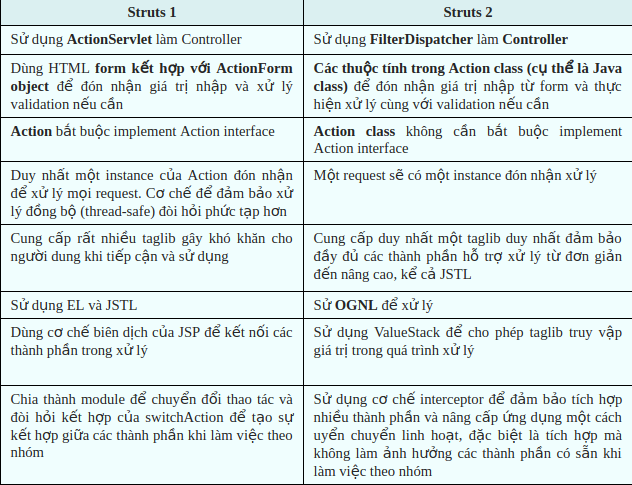 Struts 1
Struts 2
Sử dụng ActionServlet làm Controller
Sử dụng FilterDispatcher làm Controller
Dùng HTML form kết hợp với ActionForm
object để đón nhận giá trị nhập và xử lý
validation nếu cần
Các thuộc tính trong Action class (cụ thể là Java
class) để đón nhận giá trị nhập từ form và thực
hiện xử lý cùng với validation nếu cần
Action bắt buộc implement Action interface
Action class không cần bắt buộc implement
Action interface
Duy nhất một instance của Action đón nhận
để xử lý mọi request. Cơ chế để đảm bảo xử
lý đồng bộ (thread-safe) đòi hỏi phức tạp hơn
Một request sẽ có một instance đón nhận xử lý
Cung cấp rất nhiều taglib gây khó khăn cho
người dung khi tiếp cận và sử dụng
Cung cấp duy nhất một taglib duy nhất đảm bảo
đầy đủ các thành phần hỗ trợ xử lý từ đơn giản
đến nâng cao, kể cả JSTL
Sử dụng EL và JSTL
Sử OGNL để xử lý
Dùng cơ chế biên dịch của JSP để kết nối các
thành phần trong xử lý
Sử dụng ValueStack để cho phép taglib truy vập
giá trị trong quá trình xử lý
Chia thành module để chuyển đổi thao tác và
đòi hỏi kết hợp của switchAction để tạo sự
kết hợp giữa các thành phần khi làm việc theo
nhóm
Sử dụng cơ chế interceptor để đảm bảo tích hợp
nhiều thành phần và nâng cấp ứng dụng một cách
uyển chuyển linh hoạt, đặc biệt là tích hợp mà
không làm ảnh hưởng các thành phần có sẵn khi
làm việc theo nhóm